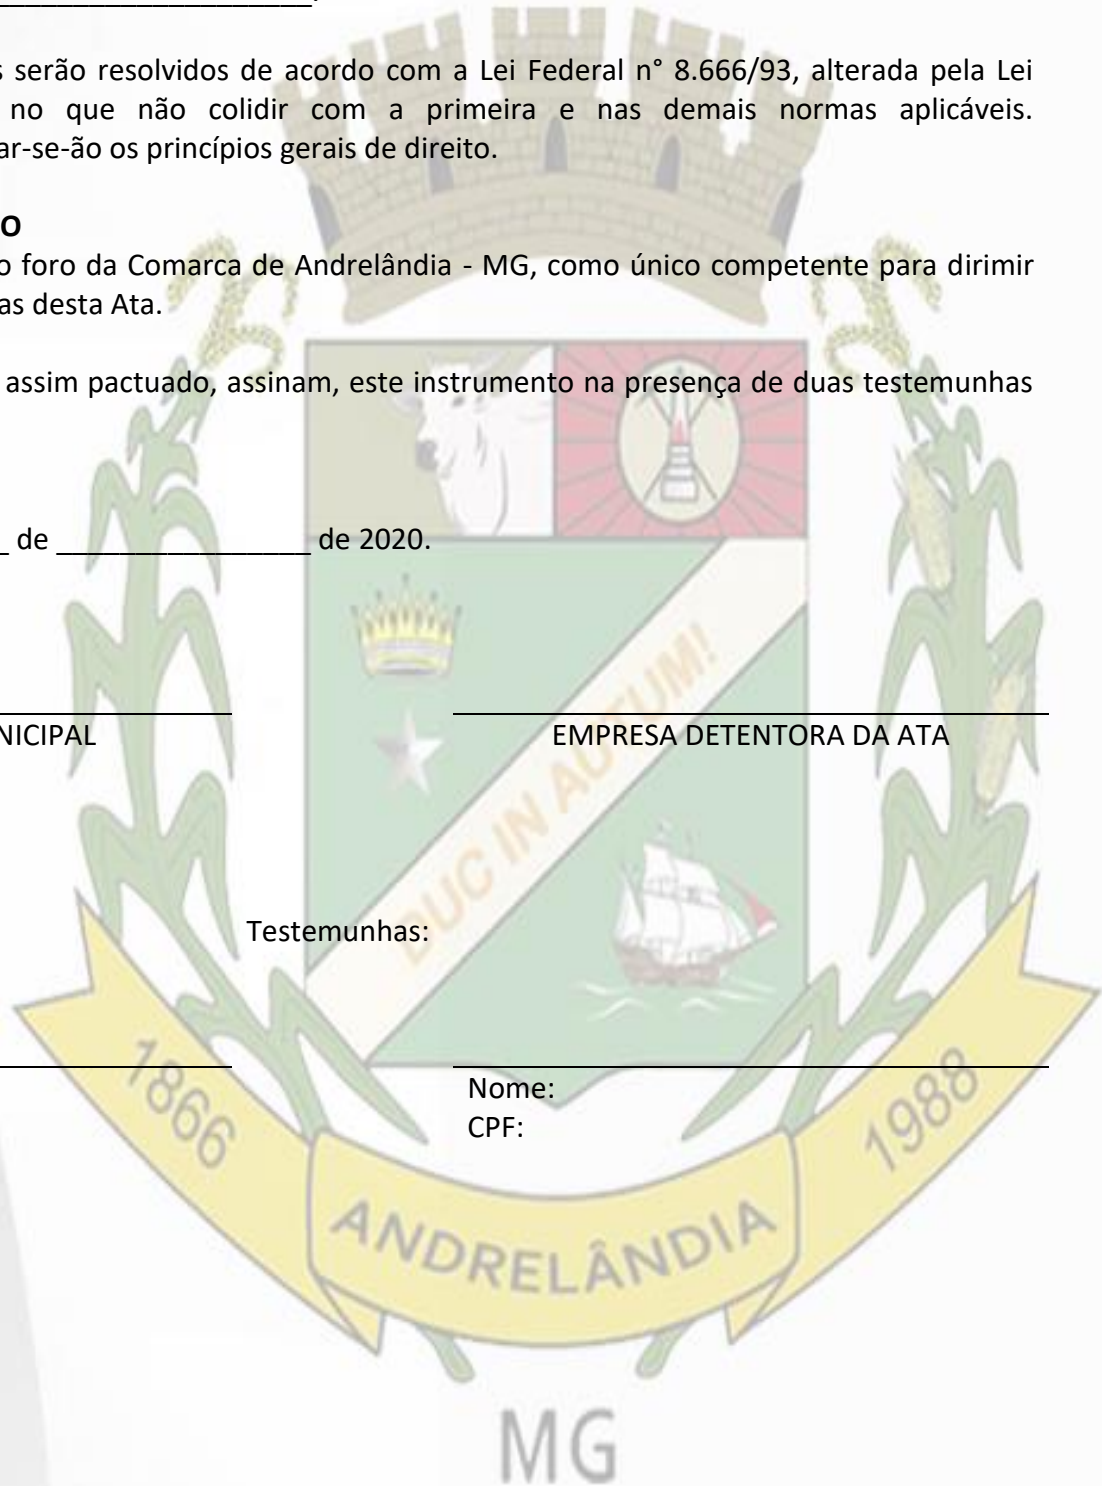 s serão resolvidos de acordo com a Lei Federal n° 8.666/93, alterada pela Lei
no que não colidir com a primeira e nas demais normas aplicáveis.
ar-se-ão os princípios gerais de direito.
O
o foro da Comarca de Andrelândia - MG, como único competente para dirimir
as desta Ata.
assim pactuado, assinam, este instrumento na presença de duas testemunhas
_ de _________________ de 2020.
NICIPAL
EMPRESA DETENTORA DA ATA
DUC IN AUTUM!
Testemunhas:
Nome:
CPF:
1866
1988
ANDRELÂNDIA
MG